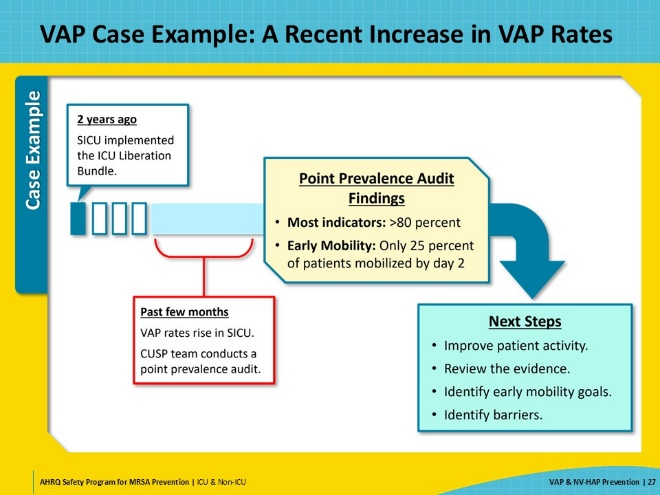 VAP Case Example: A Recent Increase in VAP Rates
Case Example
2 years ago
SICU implemented
the ICU Liberation
Bundle.
Point Prevalence Audit
Findings
• Most indicators: >80 percent
• Early Mobility: Only 25 percent
of patients mobilized by day 2
Past few months
VAP rates rise in SICU.
CUSP team conducts a
point prevalence audit.
Next Steps
• Improve patient activity.
• Review the evidence.
• Identify early mobility goals.
• Identify barriers.
AHRQ Safety Program for MRSA Prevention | ICU & Non-ICU
VAP & NV-HAP Prevention | 27